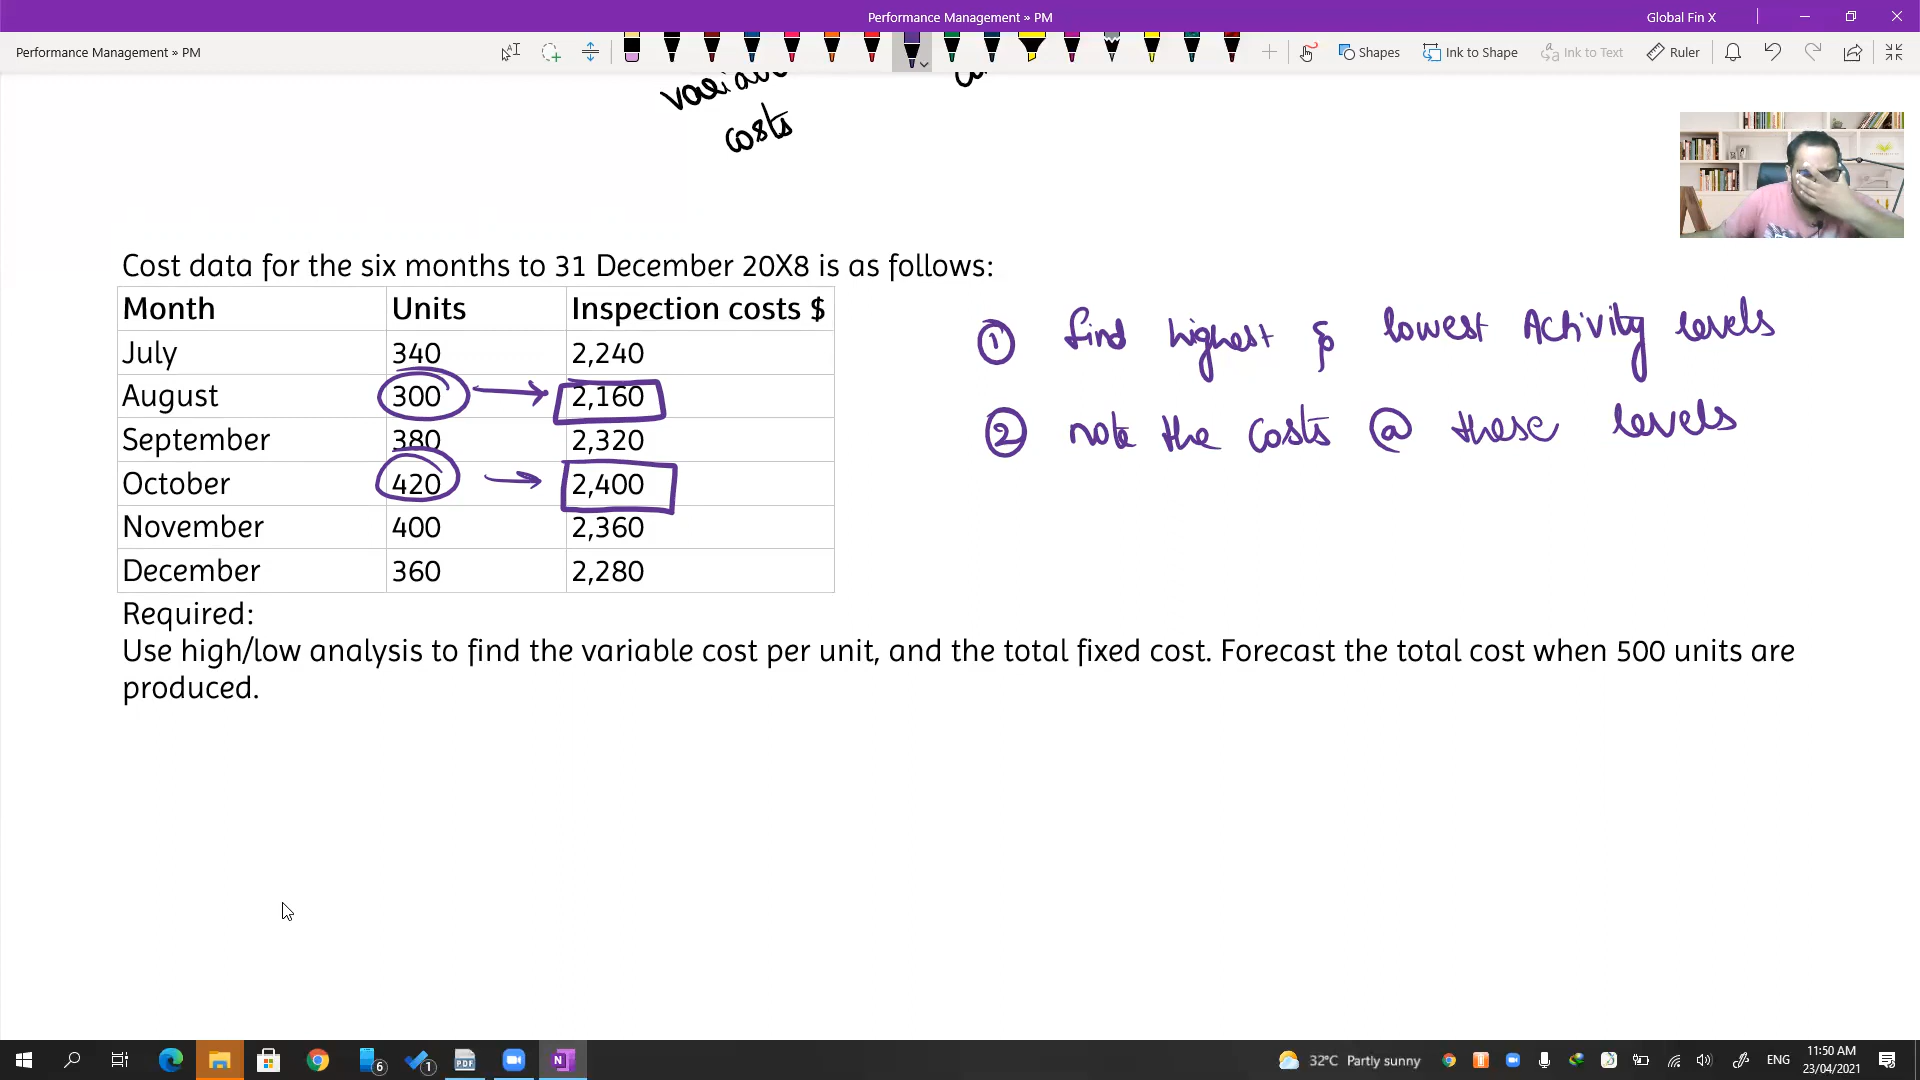 Performance Management » PM
Global Fin X
Performance Management » PM
Shapes
Ink to Shape
Ink to Text
Ruler
costs
Cost data for the six months to 31 December 20X8 is as follows:
Month Units Inspection costs $
July 340 2,240
August 300 2,160
September 380 2,320
October 420 2,400
November 400 2,360
December 360 2,280
① find highest & lowest Activity levels
② note the costs @ these levels
Required:
Use high/low analysis to find the variable cost per unit, and the total fixed cost. Forecast the total cost when 500 units are
produced.
6
1
PDF
N
32°C Partly sunny
ENG
11:50 AM
23/04/2021